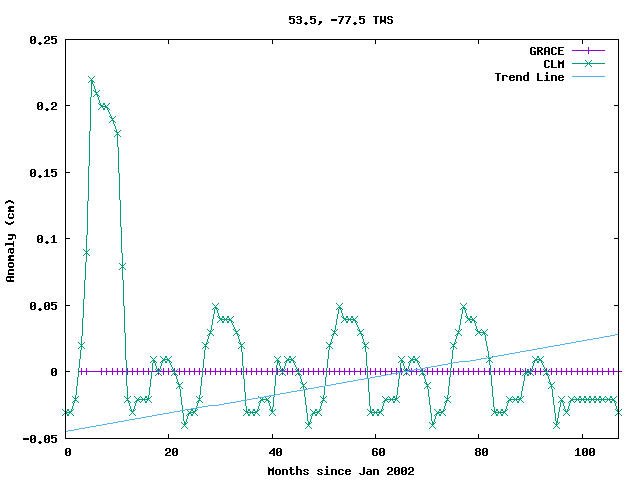 53.5, -77.5 TWS
GRACE
CLM
Trend Line
0.25
0.2
0.15
0.1
0.05
0
-0.05
Anomaly (cm)
0 20 40 60 80 100
Months since Jan 2002